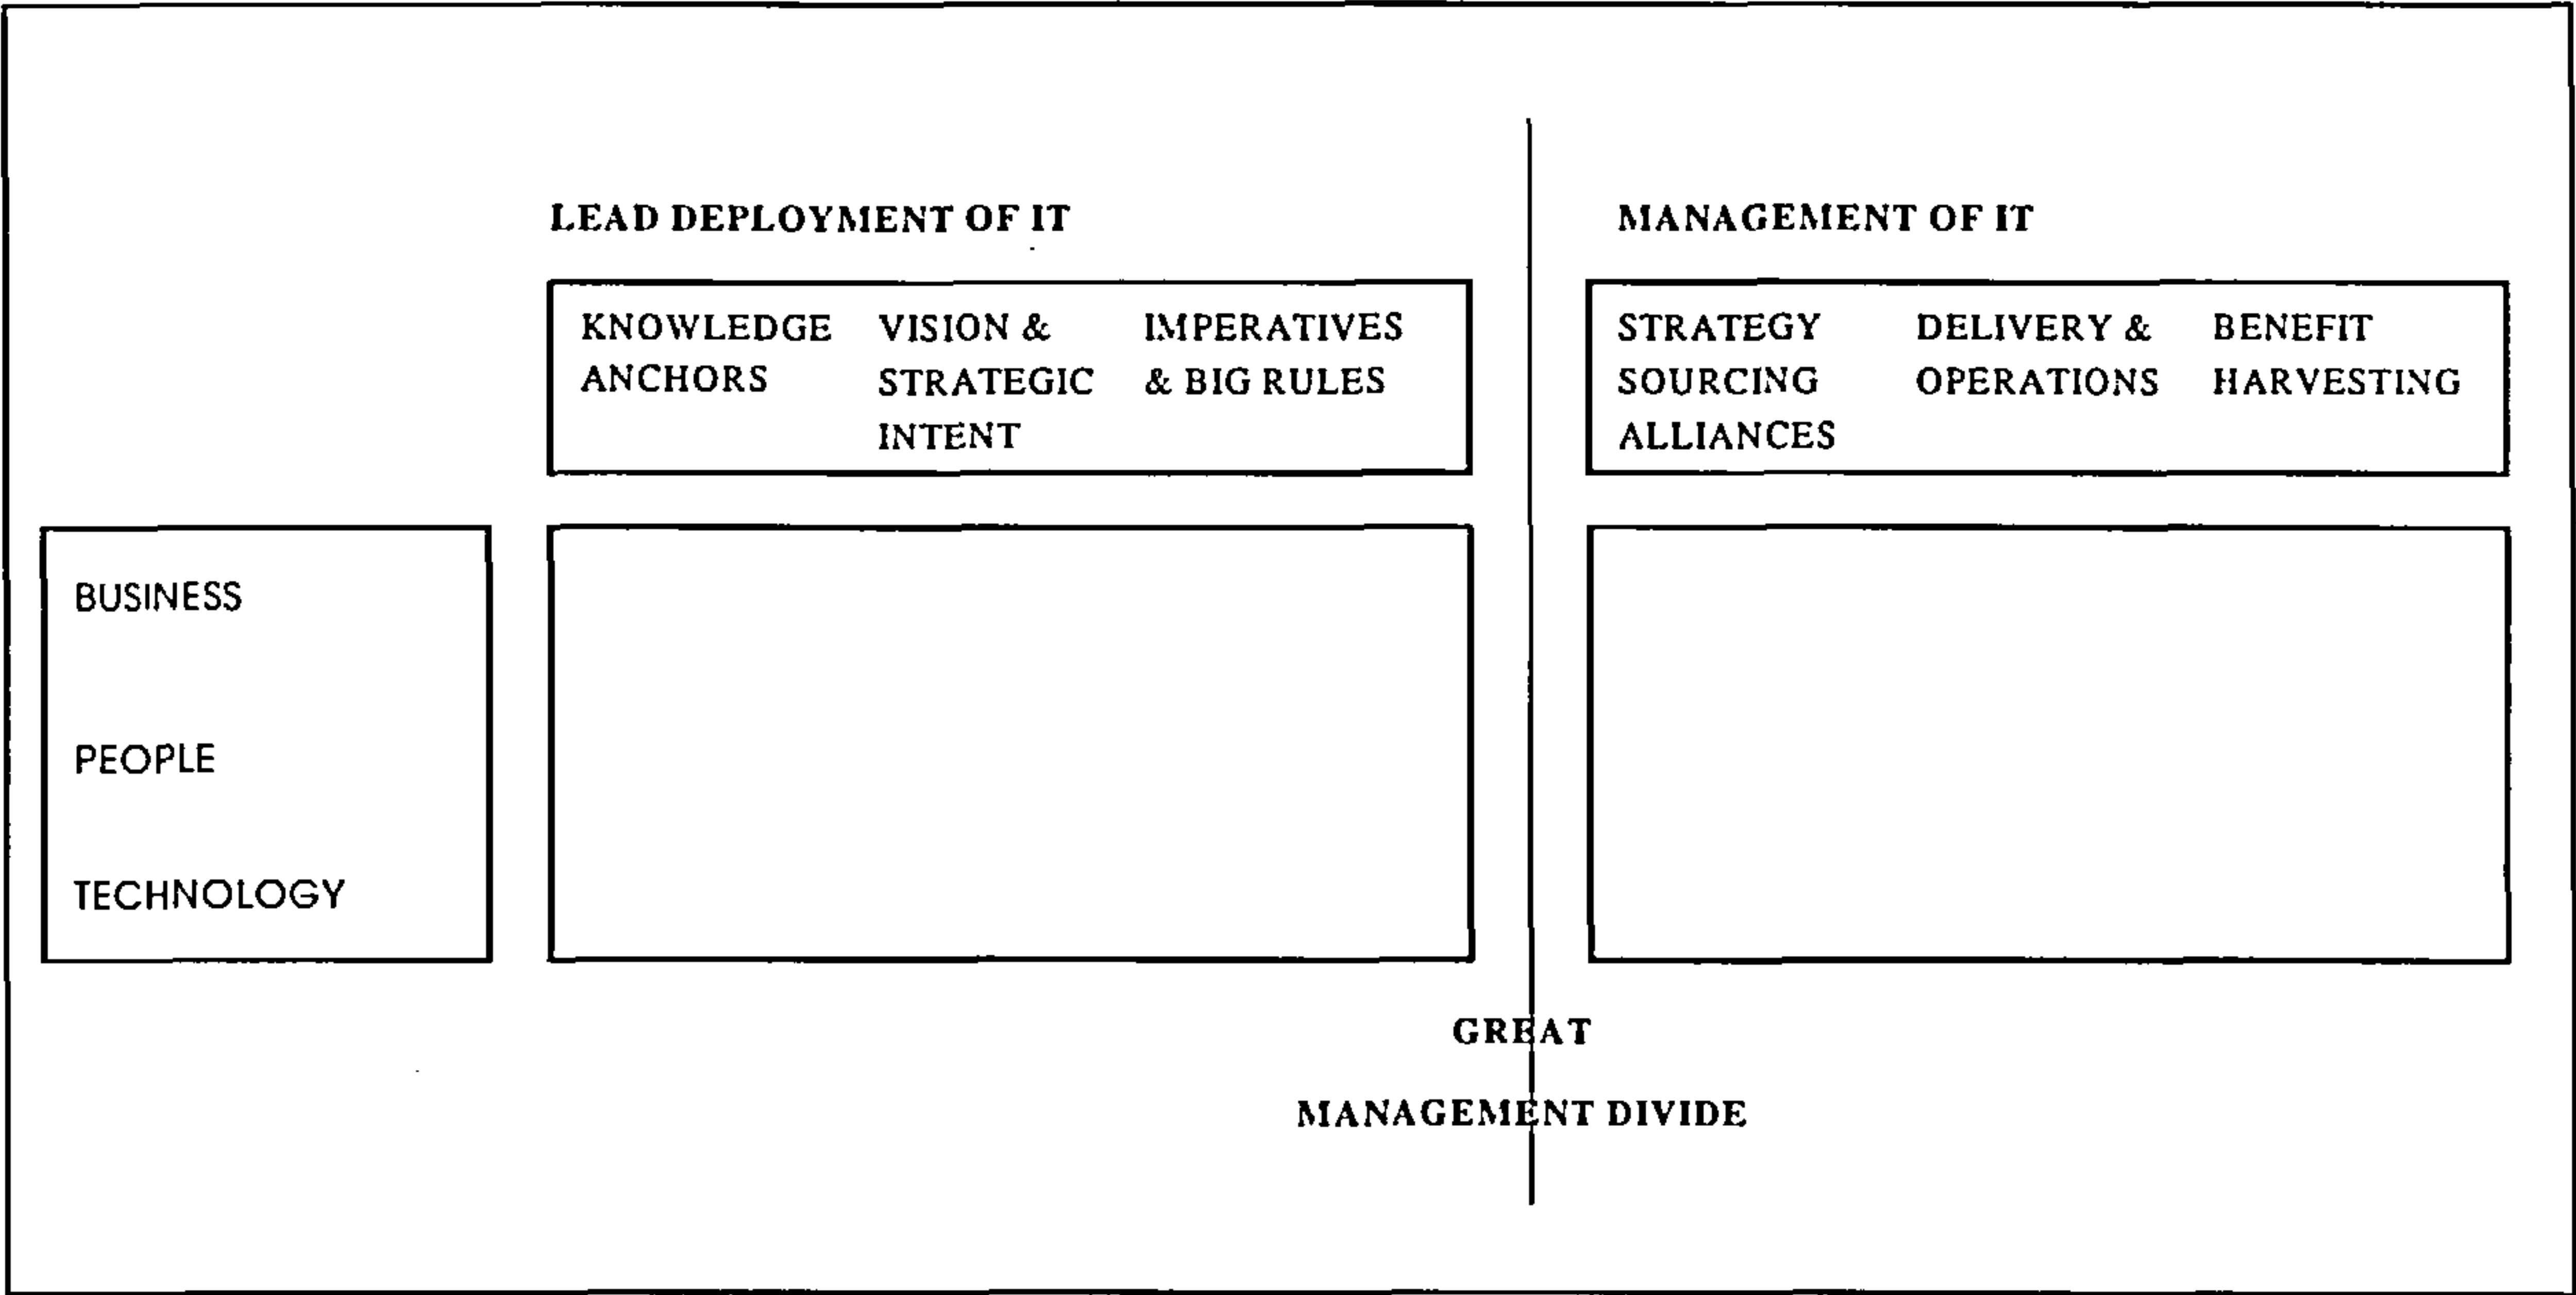 LEAD DEPLOYMENT OF IT
MANAGEMENT OF IT
KNOWLEDGE
ANCHORS
VISION &
STRATEGIC
INTENT
IMPERATIVES
& BIG RULES
STRATEGY
SOURCING
ALLIANCES
DELIVERY &
OPERATIONS
BENEFIT
HARVESTING
BUSINESS
PEOPLE
TECHNOLOGY
GREAT
MANAGEMENT DIVIDE